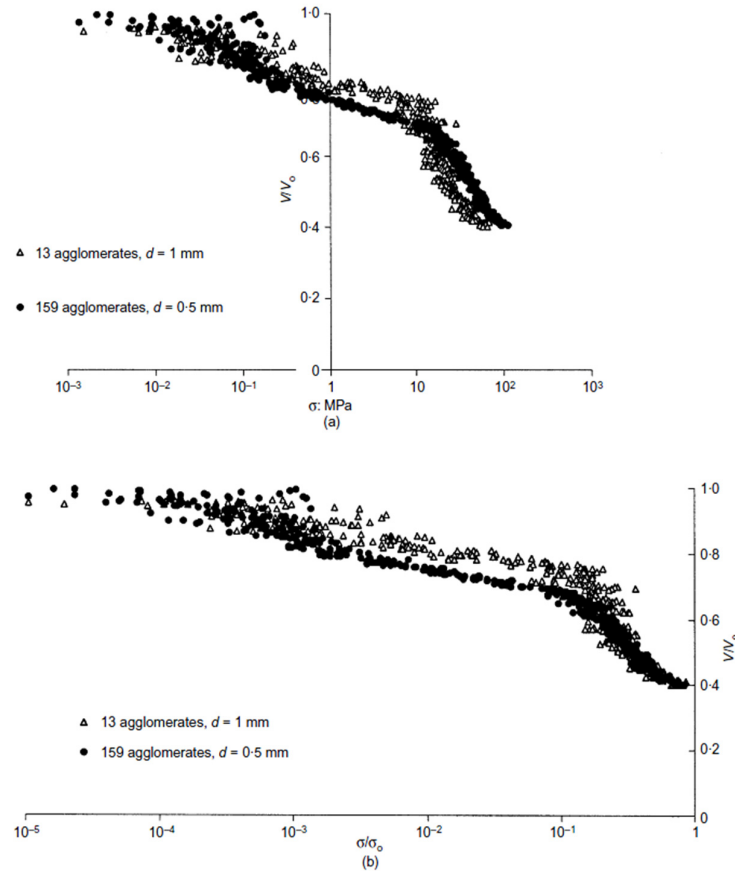 1·0
0·8
0·6
0·4
0·2
0
V/Vo
△ 13 agglomerates, d = 1 mm
● 159 agglomerates, d = 0·5 mm
10⁻³ 10⁻² 10⁻¹ 1 10 10² 10³
σ: MPa
(a)
1·0
0·8
0·6
0·4
0·2
0
V/Vo
△ 13 agglomerates, d = 1 mm
● 159 agglomerates, d = 0·5 mm
10⁻⁵ 10⁻⁴ 10⁻³ 10⁻² 10⁻¹ 1
σ/σo
(b)